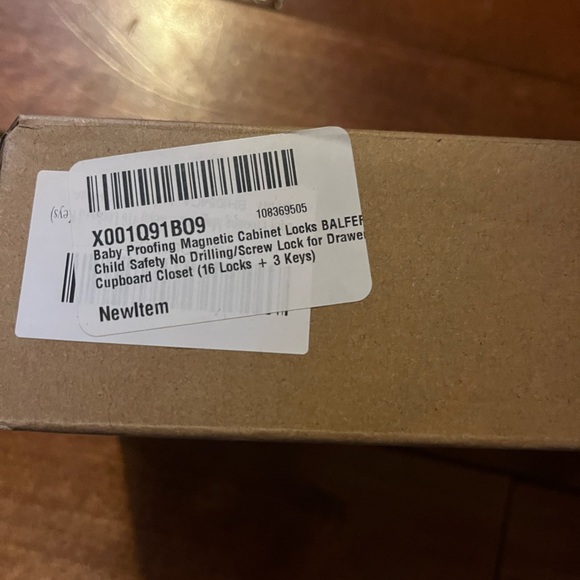 108369505
X001Q91BO9
Baby Proofing Magnetic Cabinet Locks BALFER
Child Safety No Drilling/Screw Lock for Drawer
Cupboard Closet (16 Locks + 3 Keys)
NewItem
eys)